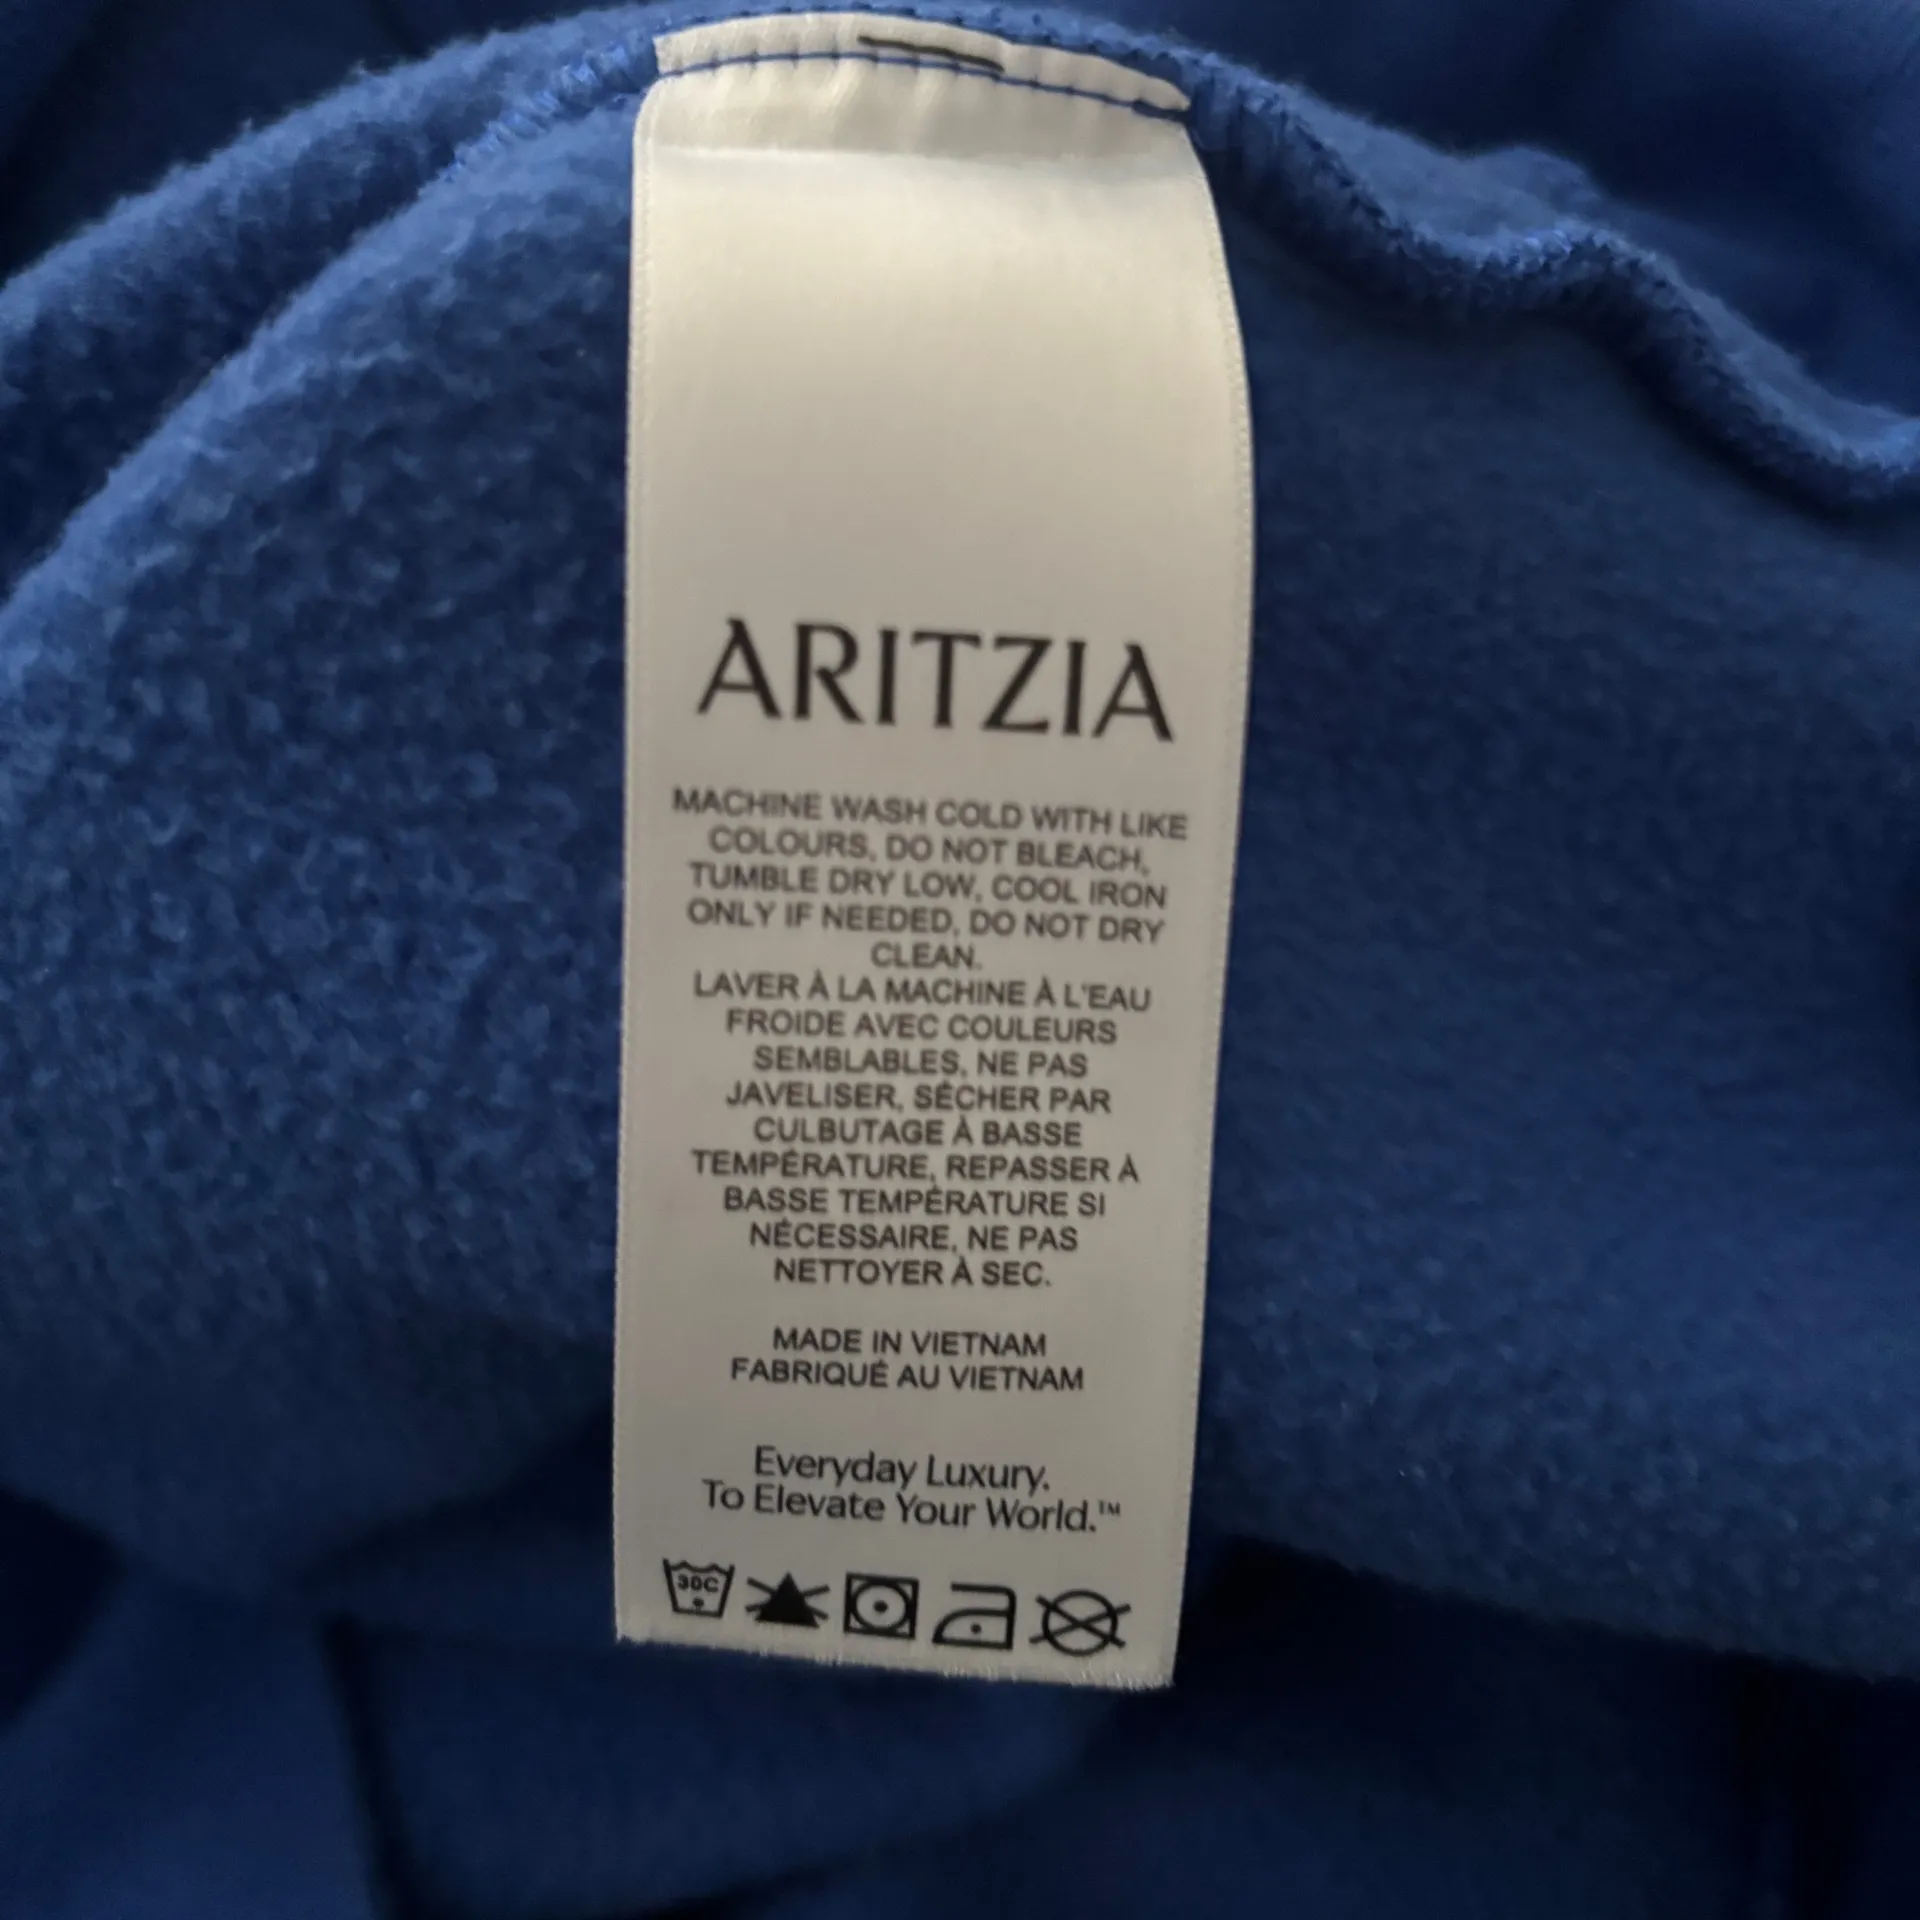 ARITZIA
MACHINE WASH COLD WITH LIKE
COLOURS, DO NOT BLEACH,
TUMBLE DRY LOW, COOL IRON
ONLY IF NEEDED, DO NOT DRY
CLEAN.
LAVER À LA MACHINE À L'EAU
FROIDE AVEC COULEURS
SEMBLABLES, NE PAS
JAVELISER, SÉCHER PAR
CULBUTAGE À BASSE
TEMPÉRATURE, REPASSER À
BASSE TEMPÉRATURE SI
NÉCESSAIRE, NE PAS
NETTOYER À SEC.
MADE IN VIETNAM
FABRIQUÉ AU VIETNAM
Everyday Luxury.
To Elevate Your World.™
30C